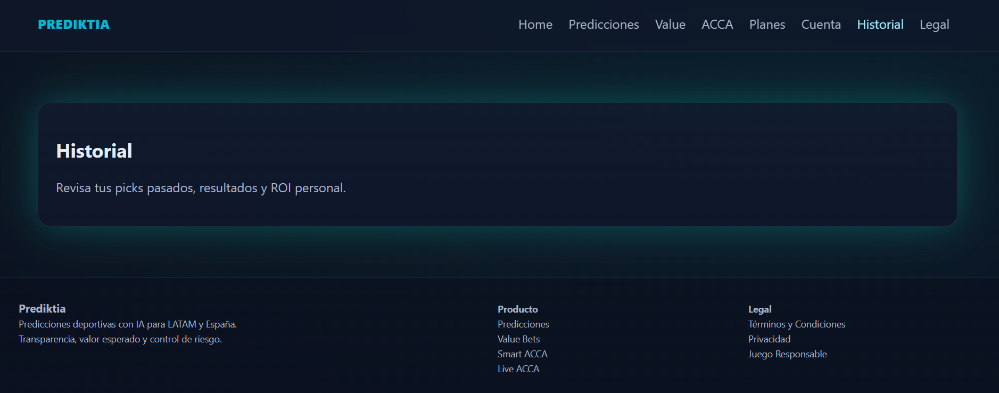 PREDIKTIA
Home Predicciones Value ACCA Planes Cuenta Historial Legal
Historial
Revisa tus picks pasados, resultados y ROI personal.
Prediktia
Predicciones deportivas con IA para LATAM y España.
Transparencia, valor esperado y control de riesgo.
Producto
Predicciones
Value Bets
Smart ACCA
Live ACCA
Legal
Términos y Condiciones
Privacidad
Juego Responsable